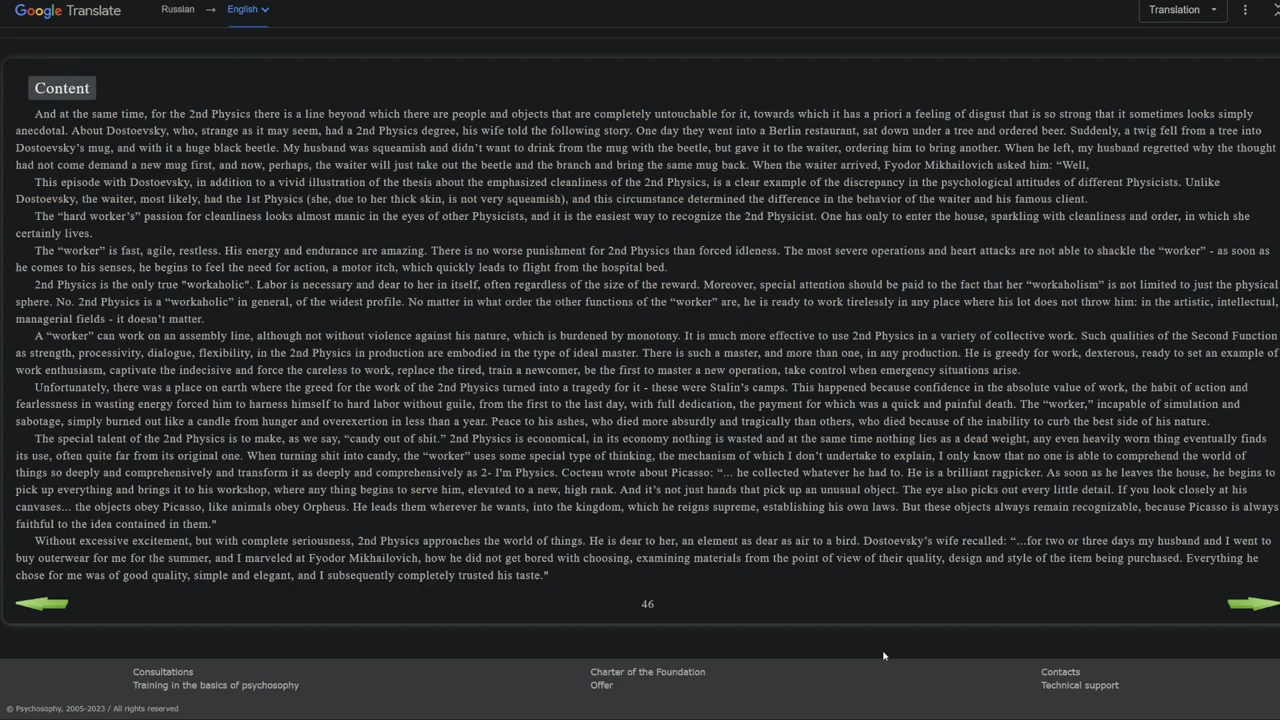 Google Translate
Russian → English
Translation
Content
And at the same time, for the 2nd Physics there is a line beyond which there are people and objects that are completely untouchable for it, towards which it has a priori a feeling of disgust that is so strong that it sometimes looks simply
anecdotal. About Dostoevsky, who, strange as it may seem, had a 2nd Physics degree, his wife told the following story. One day they went into a Berlin restaurant, sat down under a tree and ordered beer. Suddenly, a twig fell from a tree into
Dostoevsky's mug, and with it a huge black beetle. My husband was squeamish and didn't want to drink from the mug with the beetle, but gave it to the waiter, ordering him to bring another. When he left, my husband regretted why the thought
had not come demand a new mug first, and now, perhaps, the waiter will just take out the beetle and the branch and bring the same mug back. When the waiter arrived, Fyodor Mikhailovich asked him: “Well,
This episode with Dostoevsky, in addition to a vivid illustration of the thesis about the emphasized cleanliness of the 2nd Physics, is a clear example of the discrepancy in the psychological attitudes of different Physicists. Unlike
Dostoevsky, the waiter, most likely, had the 1st Physics (she, due to her thick skin, is not very squeamish), and this circumstance determined the difference in the behavior of the waiter and his famous client.
The “hard worker's” passion for cleanliness looks almost manic in the eyes of other Physicists, and it is the easiest way to recognize the 2nd Physicist. One has only to enter the house, sparkling with cleanliness and order, in which she
certainly lives.
The “worker” is fast, agile, restless. His energy and endurance are amazing. There is no worse punishment for 2nd Physics than forced idleness. The most severe operations and heart attacks are not able to shackle the “worker” - as soon as
he comes to his senses, he begins to feel the need for action, a motor itch, which quickly leads to flight from the hospital bed.
2nd Physics is the only true "workaholic". Labor is necessary and dear to her in itself, often regardless of the size of the reward. Moreover, special attention should be paid to the fact that her “workaholism” is not limited to just the physical
sphere. No. 2nd Physics is a “workaholic” in general, of the widest profile. No matter in what order the other functions of the “worker” are, he is ready to work tirelessly in any place where his lot does not throw him: in the artistic, intellectual,
managerial fields - it doesn't matter.
A “worker” can work on an assembly line, although not without violence against his nature, which is burdened by monotony. It is much more effective to use 2nd Physics in a variety of collective work. Such qualities of the Second Function
as strength, processivity, dialogue, flexibility, in the 2nd Physics in production are embodied in the type of ideal master. There is such a master, and more than one, in any production. He is greedy for work, dexterous, ready to set an example of
work enthusiasm, captivate the indecisive and force the careless to work, replace the tired, train a newcomer, be the first to master a new operation, take control when emergency situations arise.
Unfortunately, there was a place on earth where the greed for the work of the 2nd Physics turned into a tragedy for it - these were Stalin's camps. This happened because confidence in the absolute value of work, the habit of action and
fearlessness in wasting energy forced him to harness himself to hard labor without guile, from the first to the last day, with full dedication, the payment for which was a quick and painful death. The “worker,” incapable of simulation and
sabotage, simply burned out like a candle from hunger and overexertion in less than a year. Peace to his ashes, who died more absurdly and tragically than others, who died because of the inability to curb the best side of his nature.
The special talent of the 2nd Physics is to make, as we say, “candy out of shit.” 2nd Physics is economical, in its economy nothing is wasted and at the same time nothing lies as a dead weight, any even heavily worn thing eventually finds
its use, often quite far from its original one. When turning shit into candy, the “worker” uses some special type of thinking, the mechanism of which I don't undertake to explain, I only know that no one is able to comprehend the world of
things so deeply and comprehensively and transform it as deeply and comprehensively as 2- I'm Physics. Cocteau wrote about Picasso: “... he collected whatever he had to. He is a brilliant ragpicker. As soon as he leaves the house, he begins to
pick up everything and brings it to his workshop, where any thing begins to serve him, elevated to a new, high rank. And it's not just hands that pick up an unusual object. The eye also picks out every little detail. If you look closely at his
canvases... the objects obey Picasso, like animals obey Orpheus. He leads them wherever he wants, into the kingdom, which he reigns supreme, establishing his own laws. But these objects always remain recognizable, because Picasso is always
faithful to the idea contained in them."
Without excessive excitement, but with complete seriousness, 2nd Physics approaches the world of things. He is dear to her, an element as dear as air to a bird. Dostoevsky's wife recalled: “...for two or three days my husband and I went to
buy outerwear for me for the summer, and I marveled at Fyodor Mikhailovich, how he did not get bored with choosing, examining materials from the point of view of their quality, design and style of the item being purchased. Everything he
chose for me was of good quality, simple and elegant, and I subsequently completely trusted his taste."
46
Consultations
Charter of the Foundation
Contacts
Training in the basics of psychosophy
Offer
Technical support
© Psychosophy, 2005-2023 / All rights reserved